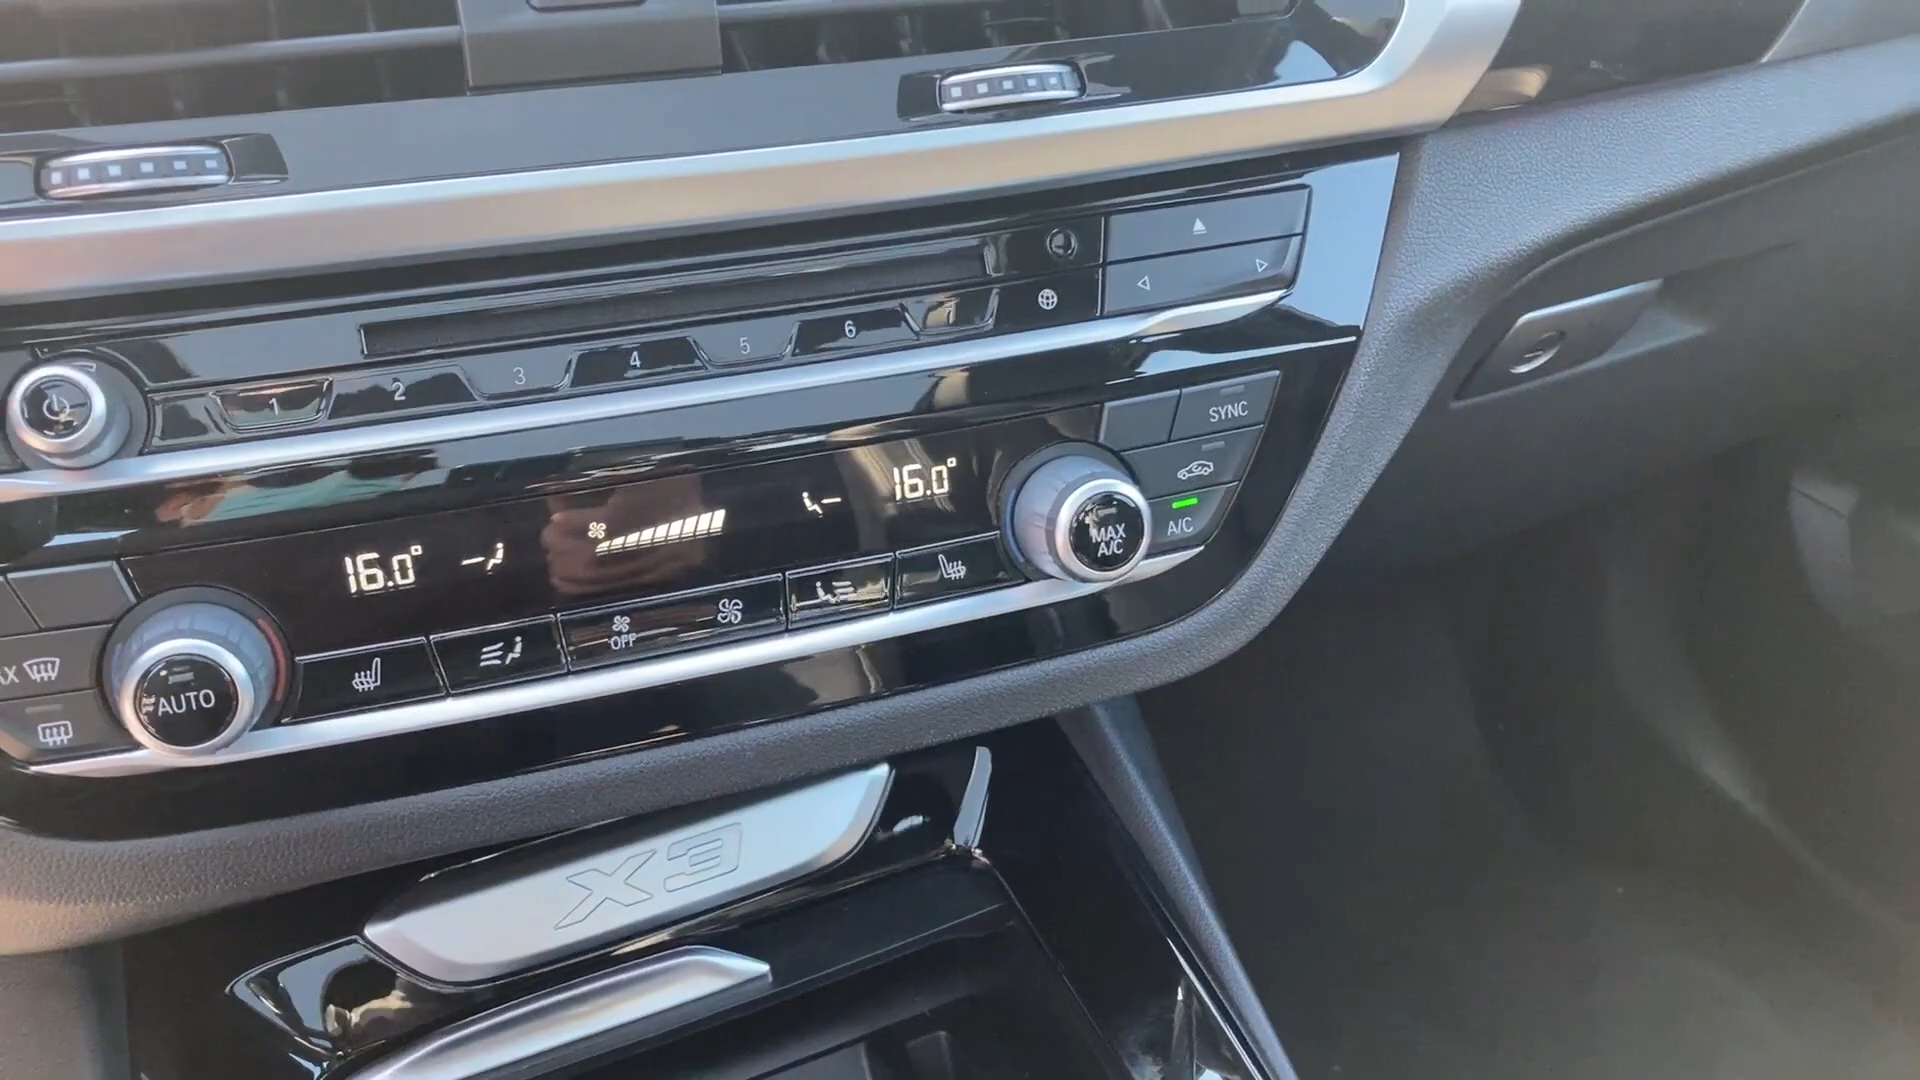 1 2 3 4 5 6 7
SYNC
16.0°
16.0°
A/C
MAX
A/C
OFF
AUTO
X3